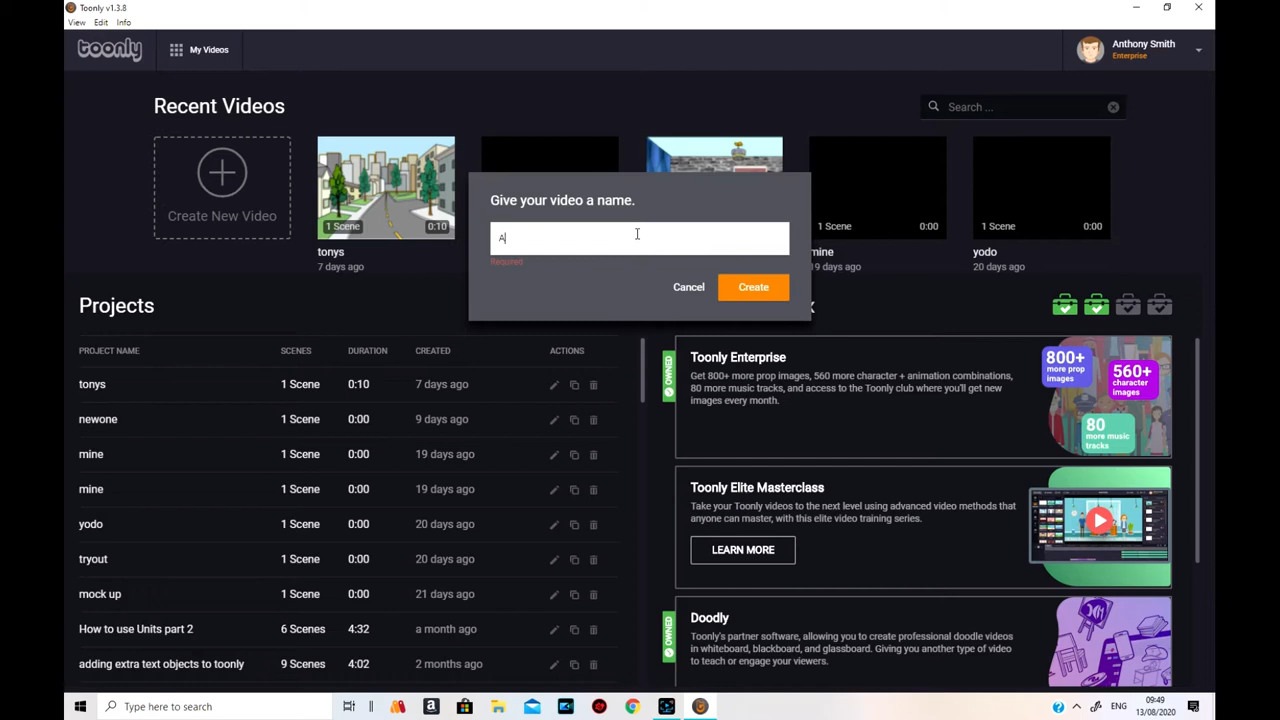 Toonly v1.3.8
View Edit Info
toonly
My Videos
Anthony Smith
Enterprise
Recent Videos
Search ...
Create New Video
1 Scene 0:10
tonys
7 days ago
1 Scene 0:00
mine
19 days ago
1 Scene 0:00
yodo
20 days ago
Give your video a name.
A
Required
Cancel
Create
Projects
PROJECT NAME SCENES DURATION CREATED ACTIONS
tonys 1 Scene 0:10 7 days ago
newone 1 Scene 0:00 9 days ago
mine 1 Scene 0:00 19 days ago
mine 1 Scene 0:00 19 days ago
yodo 1 Scene 0:00 20 days ago
tryout 1 Scene 0:00 20 days ago
mock up 1 Scene 0:00 21 days ago
How to use Units part 2 6 Scenes 4:32 a month ago
adding extra text objects to toonly 9 Scenes 4:02 2 months ago
x
OWNED
Toonly Enterprise
Get 800+ more prop images, 560 more character + animation combinations,
80 more music tracks, and access to the Toonly club where you'll get new
images every month.
800+
more prop
images
560+
character
images
80
more music
tracks
Toonly Elite Masterclass
Take your Toonly videos to the next level using advanced video methods that
anyone can master, with this elite video training series.
LEARN MORE
OWNED
Doodly
Toonly's partner software, allowing you to create professional doodle videos
in whiteboard, blackboard, and glassboard. Giving you another type of video
to teach or engage your viewers.
Type here to search
ENG
09:49
13/08/2020